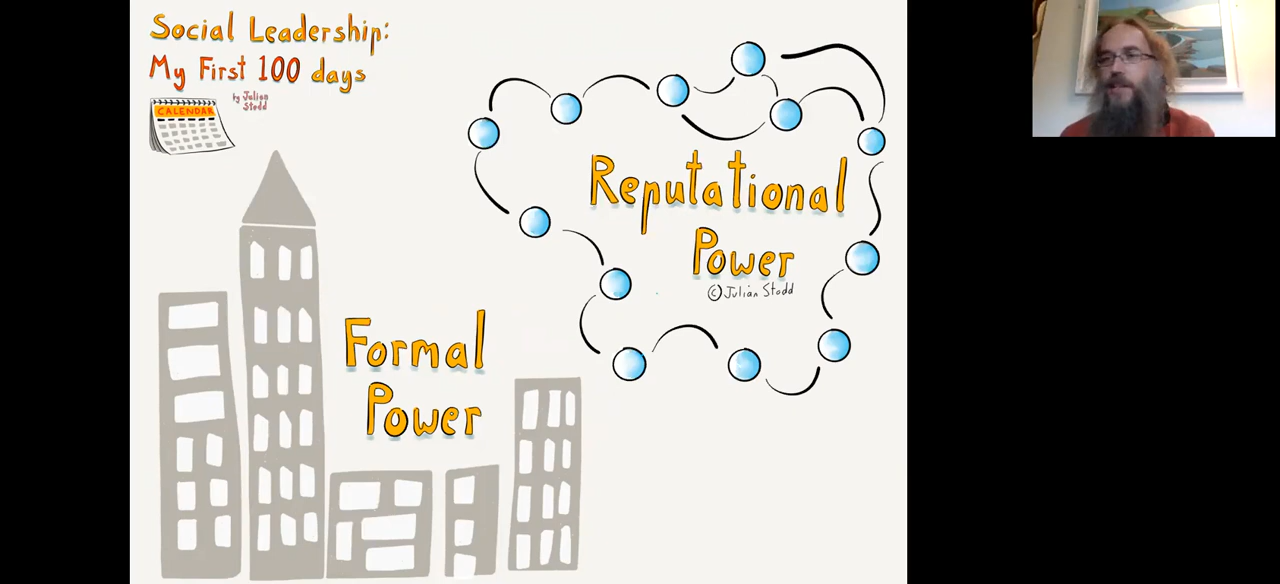 Social Leadership:
My First 100 days
by Julian
Stodd
CALENDAR
Reputational
Power
© Julian Stodd
Formal
Power